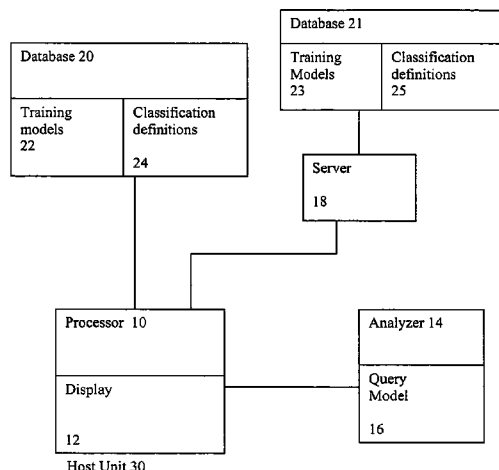 Database 21
Training
Models
23
Classification
definitions
25
Database 20
Training
models
22
Classification
definitions
24
Server
18
Processor 10
Display
12
Host Unit 30
Analyzer 14
Query
Model
16